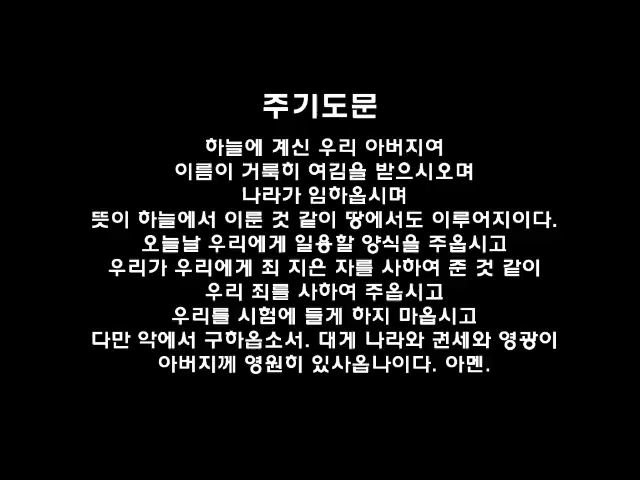 주기도문
하늘에 계신 우리 아버지여
이름이 거룩히 여김을 받으시오며
나라가 임하옵시며
뜻이 하늘에서 이룬 것 같이 땅에서도 이루어지이다.
오늘날 우리에게 일용할 양식을 주옵시고
우리가 우리에게 죄 지은 자를 사하여 준 것 같이
우리 죄를 사하여 주옵시고
우리를 시험에 들게 하지 마옵시고
다만 악에서 구하옵소서. 대게 나라와 권세와 영광이
아버지께 영원히 있사옵나이다. 아멘.